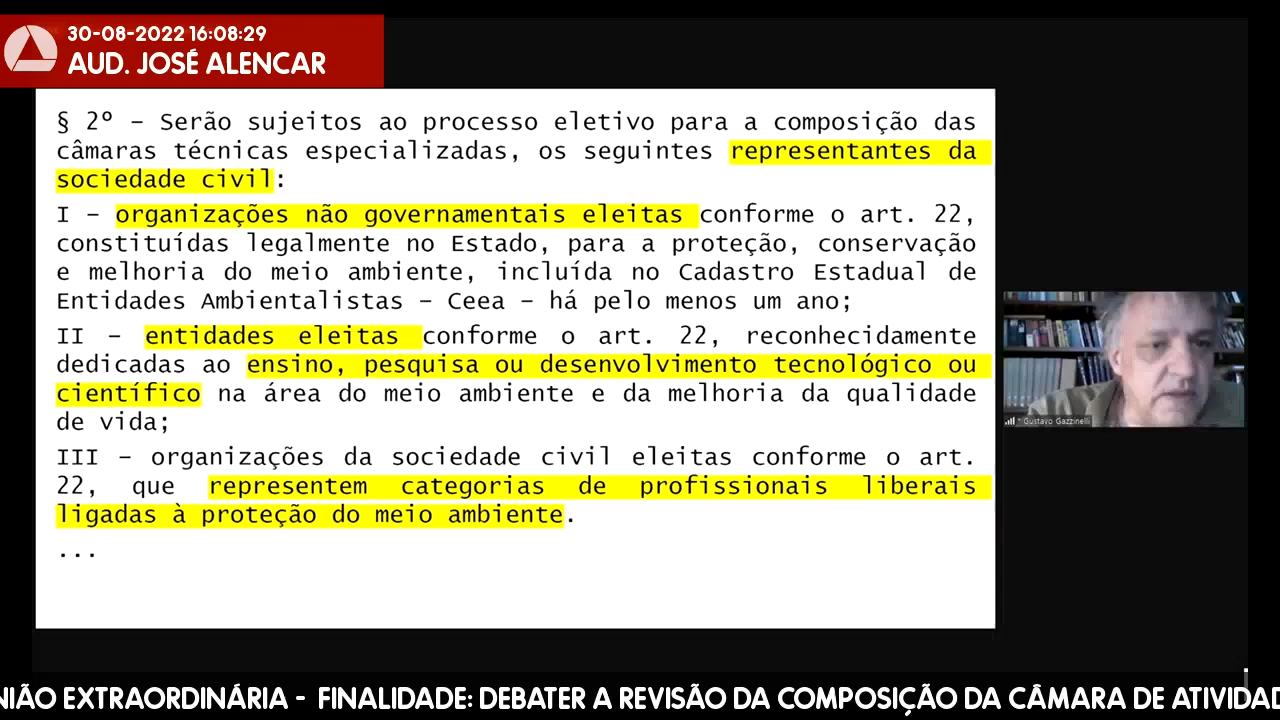 30-08-2022 16:08:29
AUD. JOSÉ ALENCAR
§ 2º – Serão sujeitos ao processo eletivo para a composição das
câmaras técnicas especializadas, os seguintes representantes da
sociedade civil:
I – organizações não governamentais eleitas conforme o art. 22,
constituídas legalmente no Estado, para a proteção, conservação
e melhoria do meio ambiente, incluída no Cadastro Estadual de
Entidades Ambientalistas – Ceea – há pelo menos um ano;
II – entidades eleitas conforme o art. 22, reconhecidamente
dedicadas ao ensino, pesquisa ou desenvolvimento tecnológico ou
científico na área do meio ambiente e da melhoria da qualidade
de vida;
III – organizações da sociedade civil eleitas conforme o art.
22, que representem categorias de profissionais liberais
ligadas à proteção do meio ambiente.
...
Gustavo Gazzinelli
NIÃO EXTRAORDINÁRIA - FINALIDADE: DEBATER A REVISÃO DA COMPOSIÇÃO DA CÂMARA DE ATIVIDAD